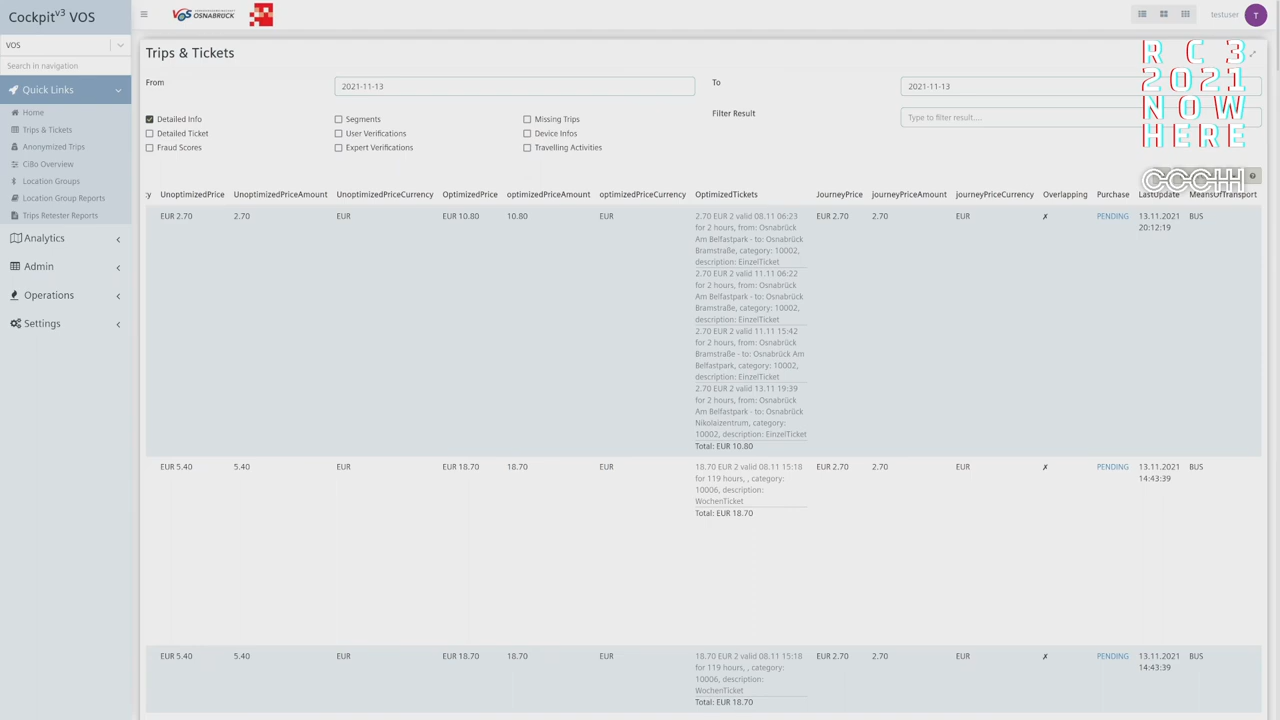 Cockpitv3 VOS
VOS OSNABRÜCK
testuser T
VOS
Search in navigation
Quick Links
Home
Trips & Tickets
Anonymized Trips
CiBo Overview
Location Groups
Location Group Reports
Trips Retester Reports
Analytics
Admin
Operations
Settings
Trips & Tickets
From 2021-11-13 To 2021-11-13
Filter Result Type to filter result....
Detailed Info Segments Missing Trips
Detailed Ticket User Verifications Device Infos
Fraud Scores Expert Verifications Travelling Activities
RC3
2021
NOW
HERE
CCCHH
y UnoptimizedPrice UnoptimizedPriceAmount UnoptimizedPriceCurrency OptimizedPrice optimizedPriceAmount optimizedPriceCurrency OptimizedTickets JourneyPrice journeyPriceAmount journeyPriceCurrency Overlapping Purchase LastUpdate MeansOfTransport
EUR 2.70 2.70 EUR EUR 10.80 10.80 EUR 2.70 EUR 2 valid 08.11 06:23 EUR 2.70 2.70 EUR ✗ PENDING 13.11.2021 BUS
for 2 hours, from: Osnabrück 20:12:19
Am Belfastpark - to: Osnabrück
Bramstraße, category: 10002,
description: EinzelTicket
2.70 EUR 2 valid 11.11 06:22
for 2 hours, from: Osnabrück
Am Belfastpark - to: Osnabrück
Bramstraße, category: 10002,
description: EinzelTicket
2.70 EUR 2 valid 11.11 15:42
for 2 hours, from: Osnabrück
Bramstraße - to: Osnabrück Am
Belfastpark, category: 10002,
description: EinzelTicket
2.70 EUR 2 valid 13.11 19:39
for 2 hours, from: Osnabrück
Am Belfastpark - to: Osnabrück
Nikolaizentrum, category:
10002, description: EinzelTicket
Total: EUR 10.80
EUR 5.40 5.40 EUR EUR 18.70 18.70 EUR 18.70 EUR 2 valid 08.11 15:18 EUR 2.70 2.70 EUR ✗ PENDING 13.11.2021 BUS
for 119 hours, , category: 14:43:39
10006, description:
WochenTicket
Total: EUR 18.70
EUR 5.40 5.40 EUR EUR 18.70 18.70 EUR 18.70 EUR 2 valid 08.11 15:18 EUR 2.70 2.70 EUR ✗ PENDING 13.11.2021 BUS
for 119 hours, , category: 14:43:39
10006, description:
WochenTicket
Total: EUR 18.70